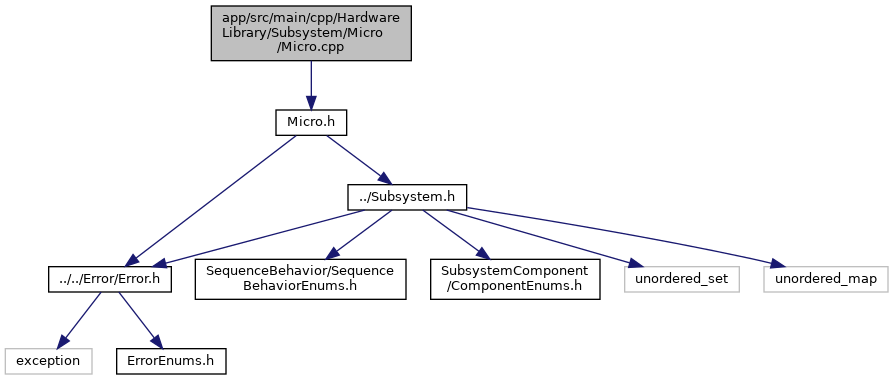 app/src/main/cpp/Hardware
Library/Subsystem/Micro
/Micro.cpp
Micro.h
../Subsystem.h
../../Error/Error.h
SequenceBehavior/Sequence
BehaviorEnums.h
SubsystemComponent
/ComponentEnums.h
unordered_set
unordered_map
exception
ErrorEnums.h